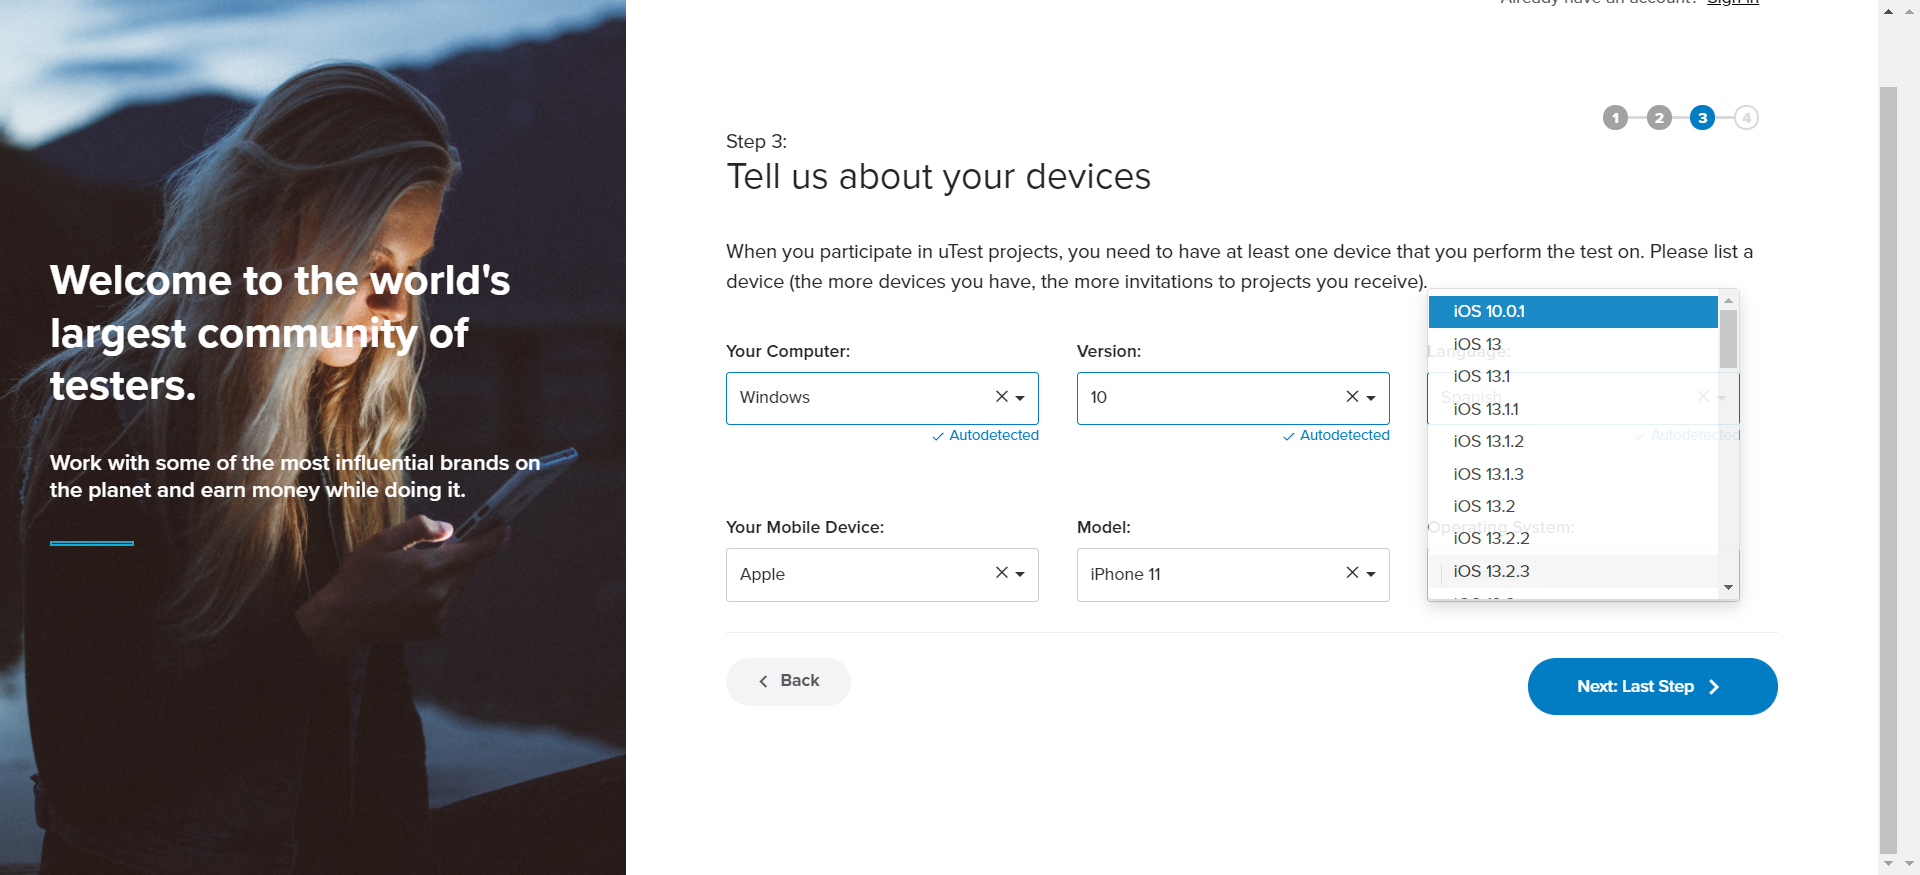 Already have an account? Sign in
1 2 3 4
Step 3:
Tell us about your devices
When you participate in uTest projects, you need to have at least one device that you perform the test on. Please list a
device (the more devices you have, the more invitations to projects you receive).
Welcome to the world's
largest community of
testers.
Work with some of the most influential brands on
the planet and earn money while doing it.
Your Computer:
Windows
Autodetected
Version:
10
Autodetected
Language:
Spanish
Autodetected
Your Mobile Device:
Apple
Model:
iPhone 11
Operating System:
iOS 10.0.1
iOS 13
iOS 13.1
iOS 13.1.1
iOS 13.1.2
iOS 13.1.3
iOS 13.2
iOS 13.2.2
iOS 13.2.3
Back
Next: Last Step